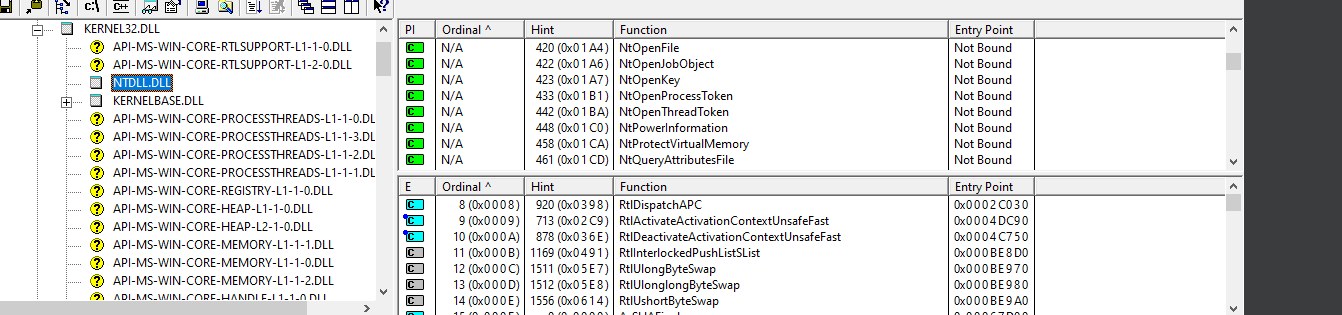 c:\ C++
KERNEL32.DLL
API-MS-WIN-CORE-RTLSUPPORT-L1-1-0.DLL
API-MS-WIN-CORE-RTLSUPPORT-L1-2-0.DLL
NTDLL.DLL
KERNELBASE.DLL
API-MS-WIN-CORE-PROCESSTHREADS-L1-1-0.DL
API-MS-WIN-CORE-PROCESSTHREADS-L1-1-3.DL
API-MS-WIN-CORE-PROCESSTHREADS-L1-1-2.DL
API-MS-WIN-CORE-PROCESSTHREADS-L1-1-1.DL
API-MS-WIN-CORE-REGISTRY-L1-1-0.DLL
API-MS-WIN-CORE-HEAP-L1-1-0.DLL
API-MS-WIN-CORE-HEAP-L2-1-0.DLL
API-MS-WIN-CORE-MEMORY-L1-1-1.DLL
API-MS-WIN-CORE-MEMORY-L1-1-0.DLL
API-MS-WIN-CORE-MEMORY-L1-1-2.DLL
API-MS-WIN-CORE-HANDLE-L1-1-0.DLL
PI Ordinal ^ Hint Function Entry Point
C N/A 420 (0x01A4) NtOpenFile Not Bound
C N/A 422 (0x01A6) NtOpenJobObject Not Bound
C N/A 423 (0x01A7) NtOpenKey Not Bound
C N/A 433 (0x01B1) NtOpenProcessToken Not Bound
C N/A 442 (0x01BA) NtOpenThreadToken Not Bound
C N/A 448 (0x01C0) NtPowerInformation Not Bound
C N/A 458 (0x01CA) NtProtectVirtualMemory Not Bound
C N/A 461 (0x01CD) NtQueryAttributesFile Not Bound
E Ordinal ^ Hint Function Entry Point
C 8 (0x0008) 920 (0x0398) RtlDispatchAPC 0x0002C030
C 9 (0x0009) 713 (0x02C9) RtlActivateActivationContextUnsafeFast 0x0004DC90
C 10 (0x000A) 878 (0x036E) RtlDeactivateActivationContextUnsafeFast 0x0004C750
C 11 (0x000B) 1169 (0x0491) RtlInterlockedPushListSList 0x000BE8D0
C 12 (0x000C) 1511 (0x05E7) RtlUlongByteSwap 0x000BE970
C 13 (0x000D) 1512 (0x05E8) RtlUlonglongByteSwap 0x000BE980
C 14 (0x000E) 1556 (0x0614) RtlUshortByteSwap 0x000BE9A0